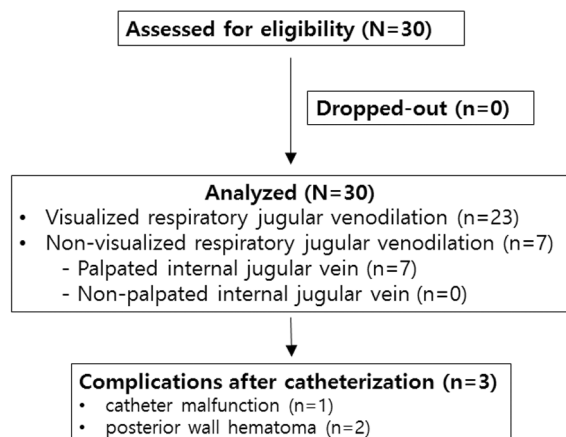 Assessed for eligibility (N=30)
Dropped-out (n=0)
Analyzed (N=30)
• Visualized respiratory jugular venodilation (n=23)
• Non-visualized respiratory jugular venodilation (n=7)
- Palpated internal jugular vein (n=7)
- Non-palpated internal jugular vein (n=0)
Complications after catheterization (n=3)
• catheter malfunction (n=1)
• posterior wall hematoma (n=2)